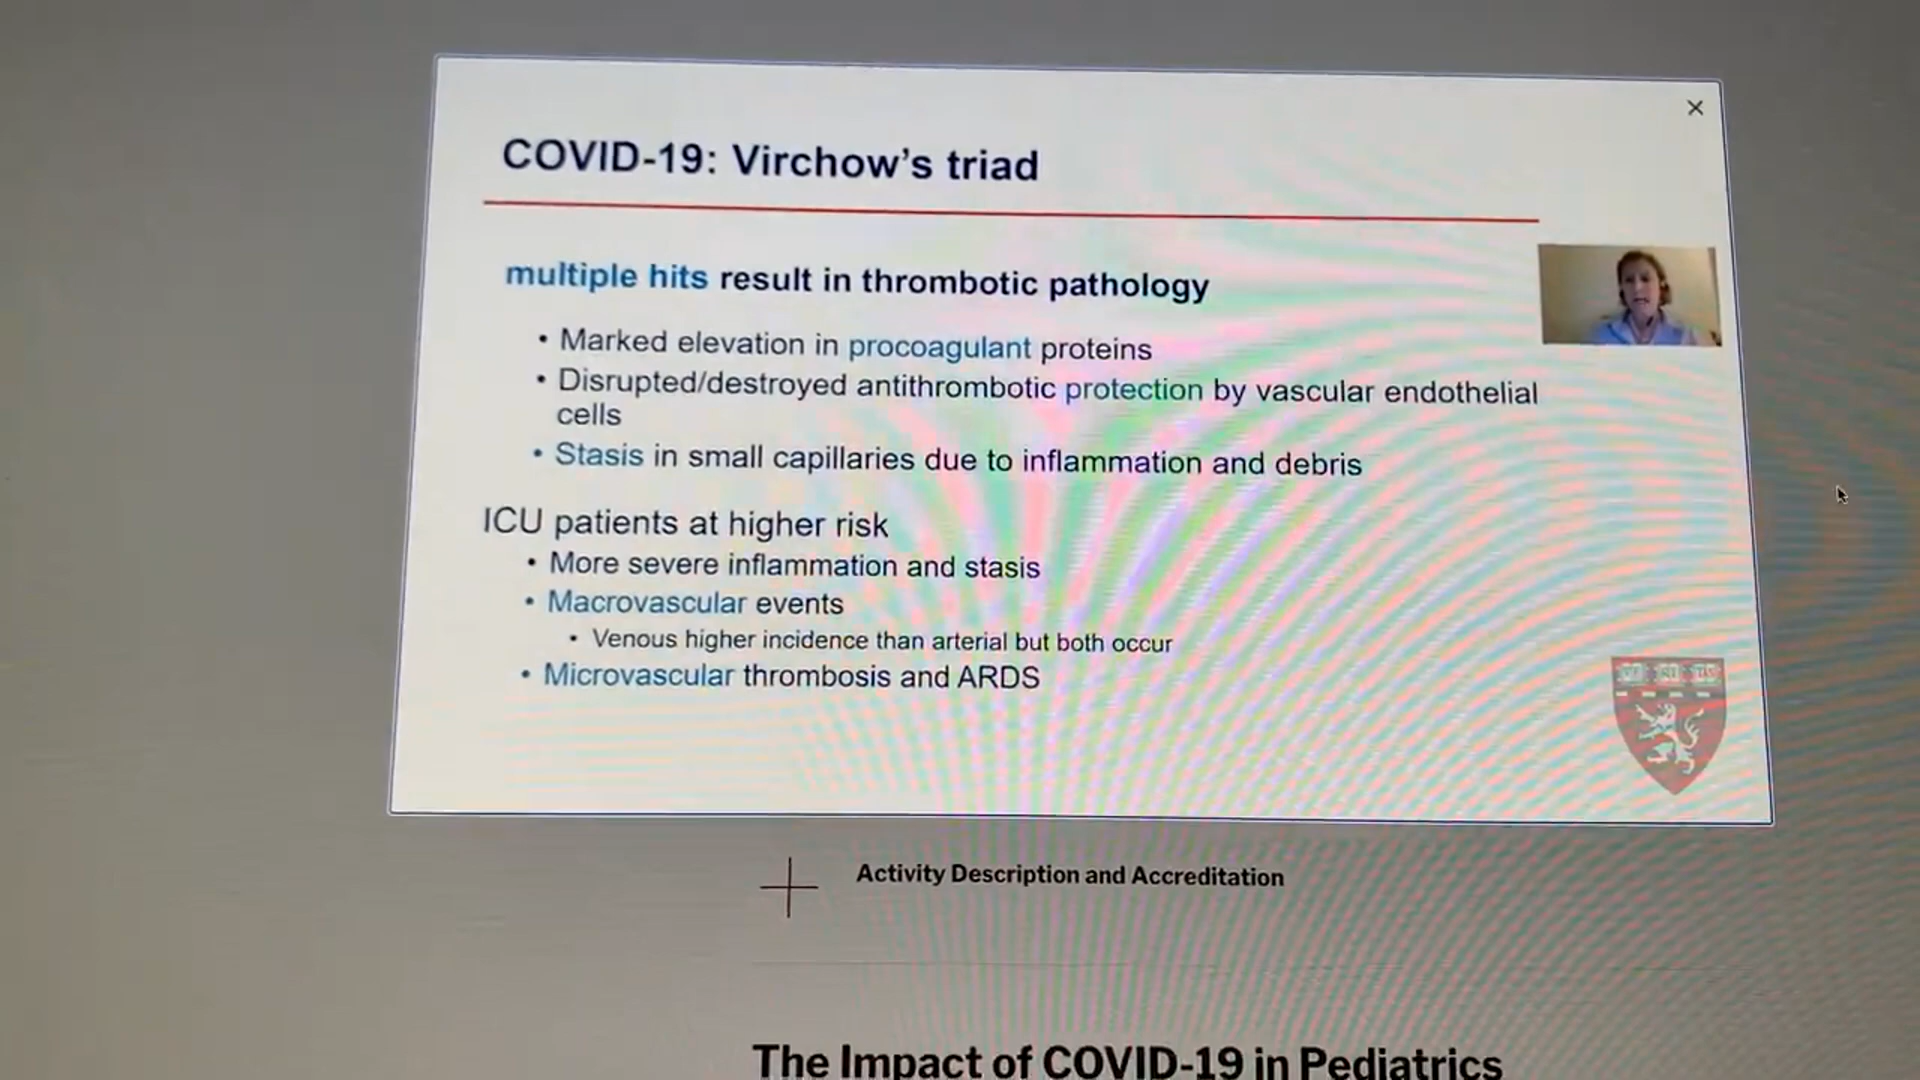 COVID-19: Virchow's triad
multiple hits result in thrombotic pathology
• Marked elevation in procoagulant proteins
• Disrupted/destroyed antithrombotic protection by vascular endothelial
cells
• Stasis in small capillaries due to inflammation and debris
ICU patients at higher risk
• More severe inflammation and stasis
• Macrovascular events
• Venous higher incidence than arterial but both occur
• Microvascular thrombosis and ARDS
Activity Description and Accreditation
The Impact of COVID-19 in Pediatrics